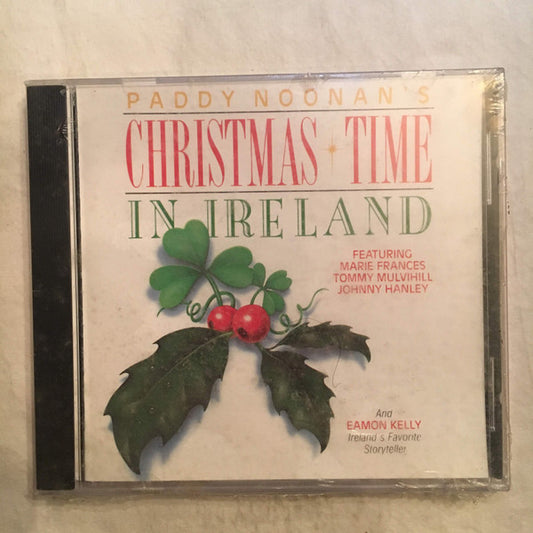 PADDY NOONAN'S
CHRISTMAS TIME
IN IRELAND
FEATURING
MARIE FRANCES
TOMMY MULVIHILL
JOHNNY HANLEY
And
EAMON KELLY
Ireland's Favorite
Storyteller